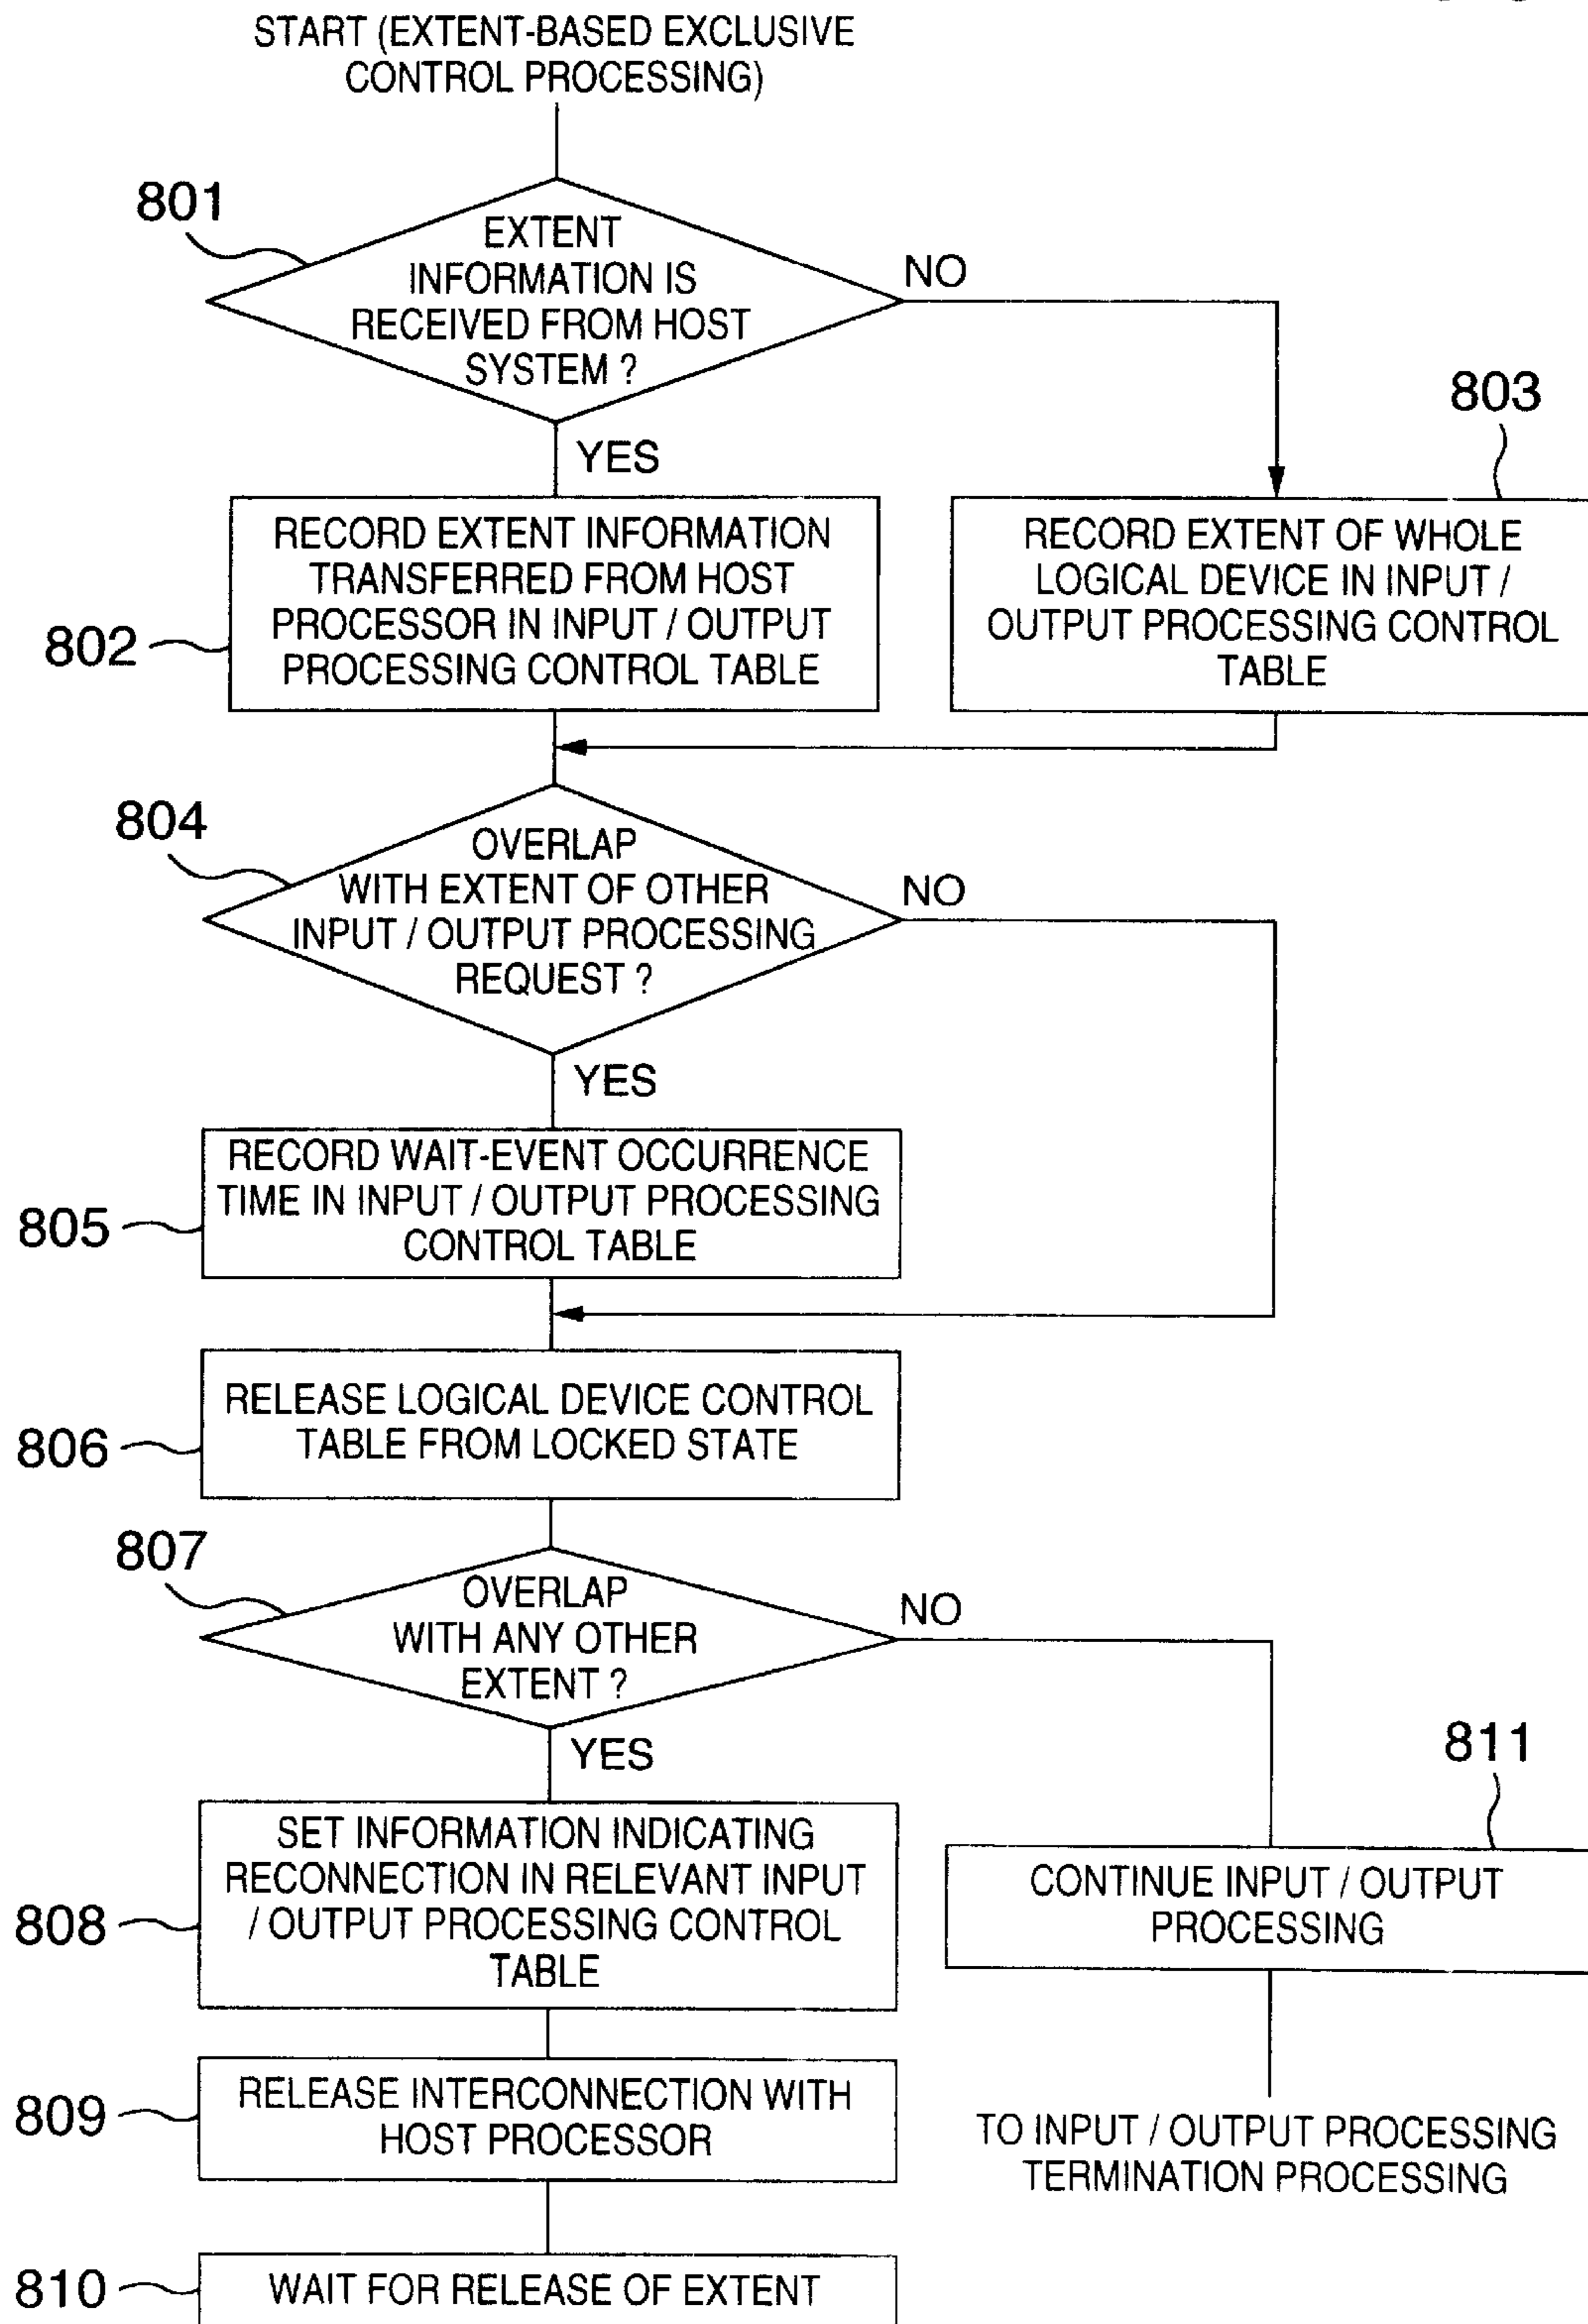 START (EXTENT-BASED EXCLUSIVE
CONTROL PROCESSING)
801
EXTENT
INFORMATION IS
RECEIVED FROM HOST
SYSTEM ?
NO
YES
803
802
RECORD EXTENT INFORMATION
TRANSFERRED FROM HOST
PROCESSOR IN INPUT / OUTPUT
PROCESSING CONTROL TABLE
RECORD EXTENT OF WHOLE
LOGICAL DEVICE IN INPUT /
OUTPUT PROCESSING CONTROL
TABLE
804
OVERLAP
WITH EXTENT OF OTHER
INPUT / OUTPUT PROCESSING
REQUEST ?
NO
YES
805
RECORD WAIT-EVENT OCCURRENCE
TIME IN INPUT / OUTPUT PROCESSING
CONTROL TABLE
806
RELEASE LOGICAL DEVICE CONTROL
TABLE FROM LOCKED STATE
807
OVERLAP
WITH ANY OTHER
EXTENT ?
NO
YES
811
808
SET INFORMATION INDICATING
RECONNECTION IN RELEVANT INPUT
/ OUTPUT PROCESSING CONTROL
TABLE
CONTINUE INPUT / OUTPUT
PROCESSING
809
RELEASE INTERCONNECTION WITH
HOST PROCESSOR
TO INPUT / OUTPUT PROCESSING
TERMINATION PROCESSING
810
WAIT FOR RELEASE OF EXTENT